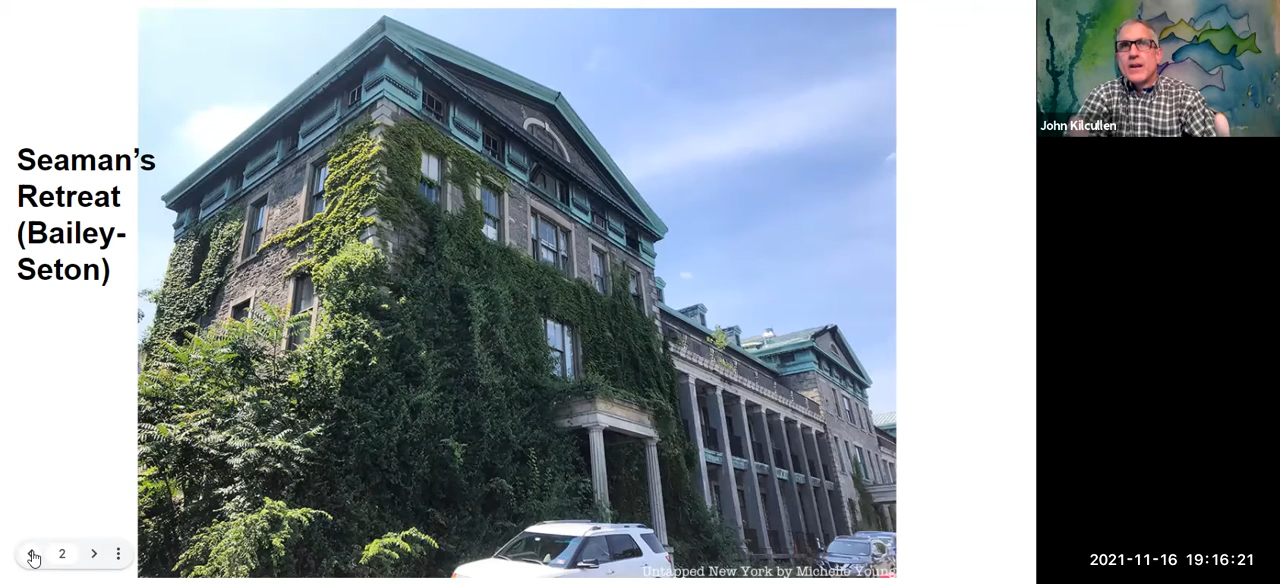 Seaman's
Retreat
(Bailey-
Seton)
John Kilcullen
2
Untapped New York by Michelle Young
2021-11-16 19:16:21